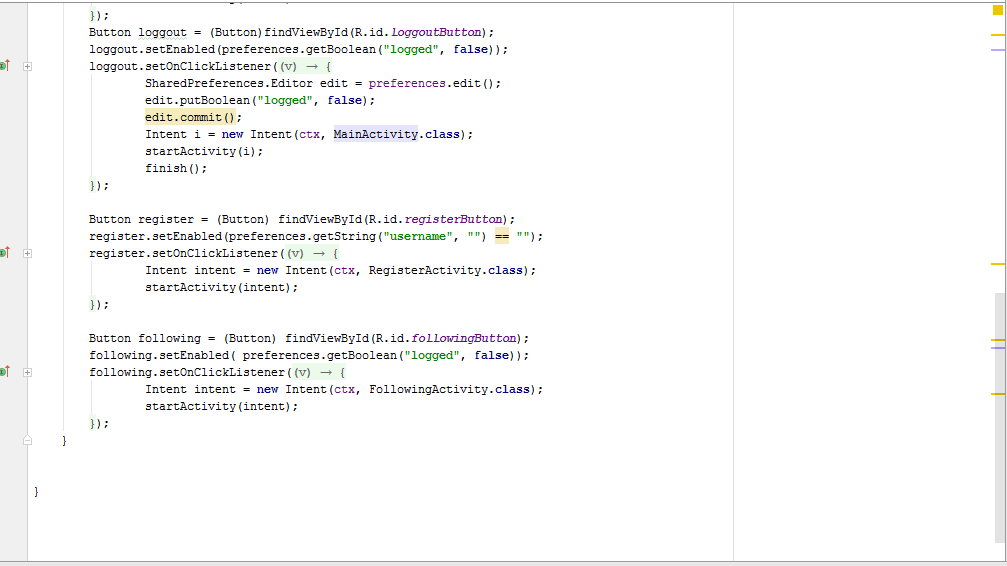 });
Button loggout = (Button)findViewById(R.id.loggoutButton);
loggout.setEnabled(preferences.getBoolean("logged", false));
loggout.setOnClickListener((v) → {
SharedPreferences.Editor edit = preferences.edit();
edit.putBoolean("logged", false);
edit.commit();
Intent i = new Intent(ctx, MainActivity.class);
startActivity(i);
finish();
});
Button register = (Button) findViewById(R.id.registerButton);
register.setEnabled(preferences.getString("username", "") == "");
register.setOnClickListener((v) → {
Intent intent = new Intent(ctx, RegisterActivity.class);
startActivity(intent);
});
Button following = (Button) findViewById(R.id.followingButton);
following.setEnabled( preferences.getBoolean("logged", false));
following.setOnClickListener((v) → {
Intent intent = new Intent(ctx, FollowingActivity.class);
startActivity(intent);
});
}
}